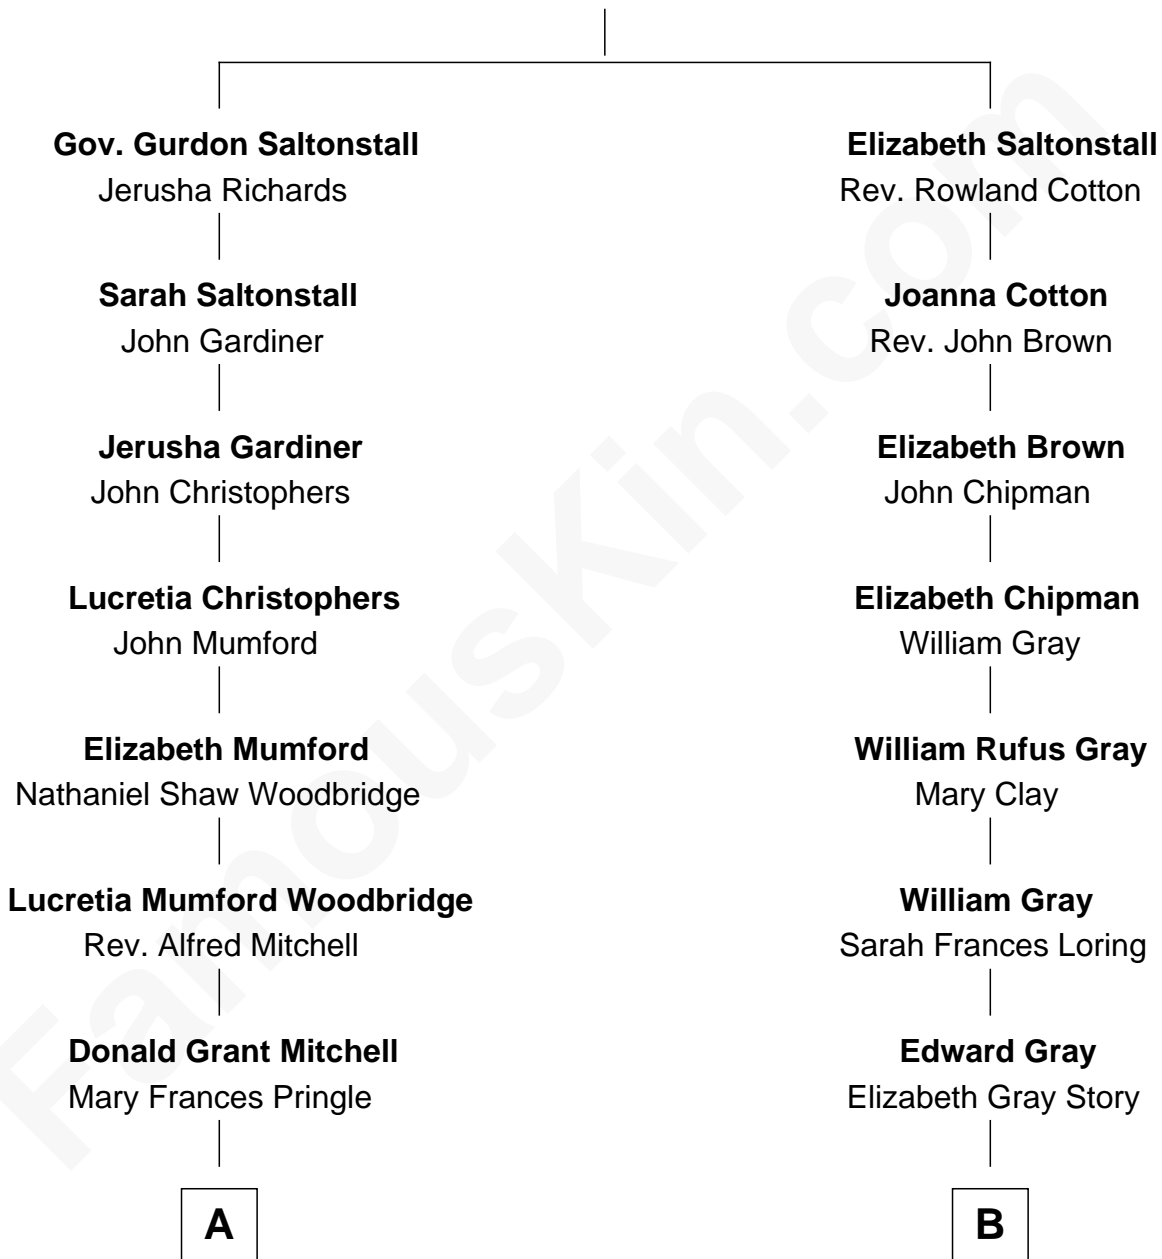 Gov. Gurdon Saltonstall
Jerusha Richards
Sarah Saltonstall
John Gardiner
Jerusha Gardiner
John Christophers
Lucretia Christophers
John Mumford
Elizabeth Mumford
Nathaniel Shaw Woodbridge
Lucretia Mumford Woodbridge
Rev. Alfred Mitchell
Donald Grant Mitchell
Mary Frances Pringle
A
Elizabeth Saltonstall
Rev. Rowland Cotton
Joanna Cotton
Rev. John Brown
Elizabeth Brown
John Chipman
Elizabeth Chipman
William Gray
William Rufus Gray
Mary Clay
William Gray
Sarah Frances Loring
Edward Gray
Elizabeth Gray Story
B
FamousKin.com